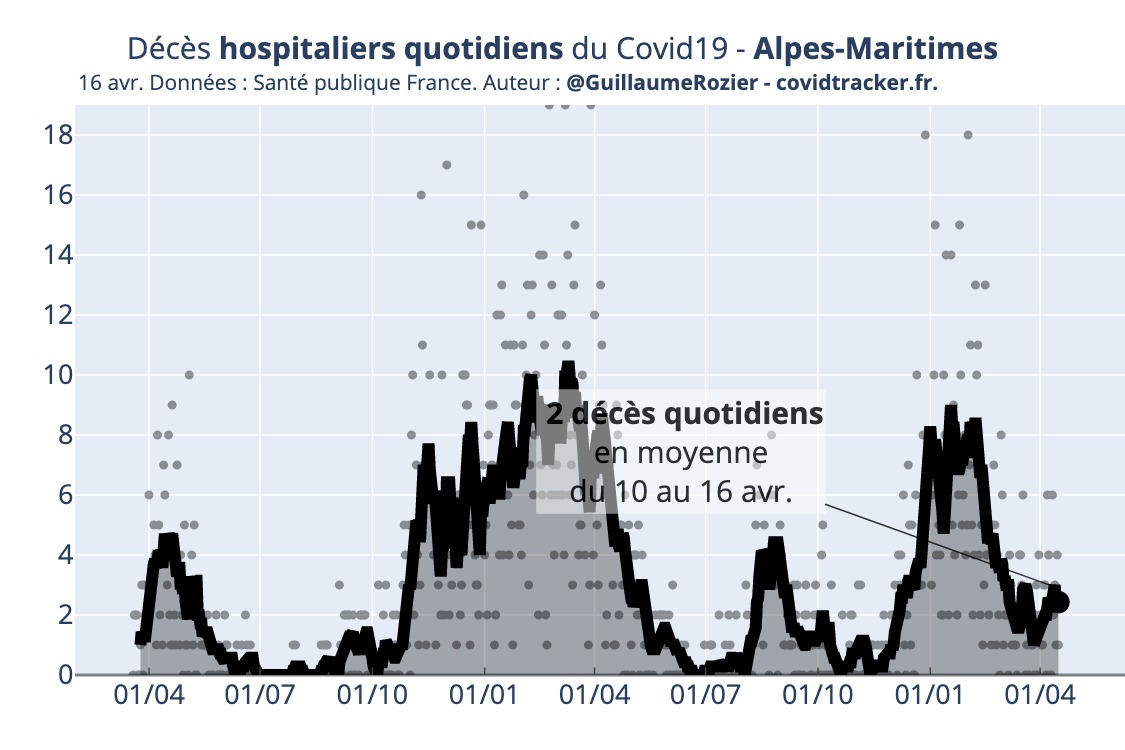 Décès hospitaliers quotidiens du Covid19 - Alpes-Maritimes
16 avr. Données : Santé publique France. Auteur : @GuillaumeRozier - covidtracker.fr.
18
16
14
12
10
8
6
4
2
0
2 décès quotidiens
en moyenne
du 10 au 16 avr.
01/04 01/07 01/10 01/01 01/04 01/07 01/10 01/01 01/04